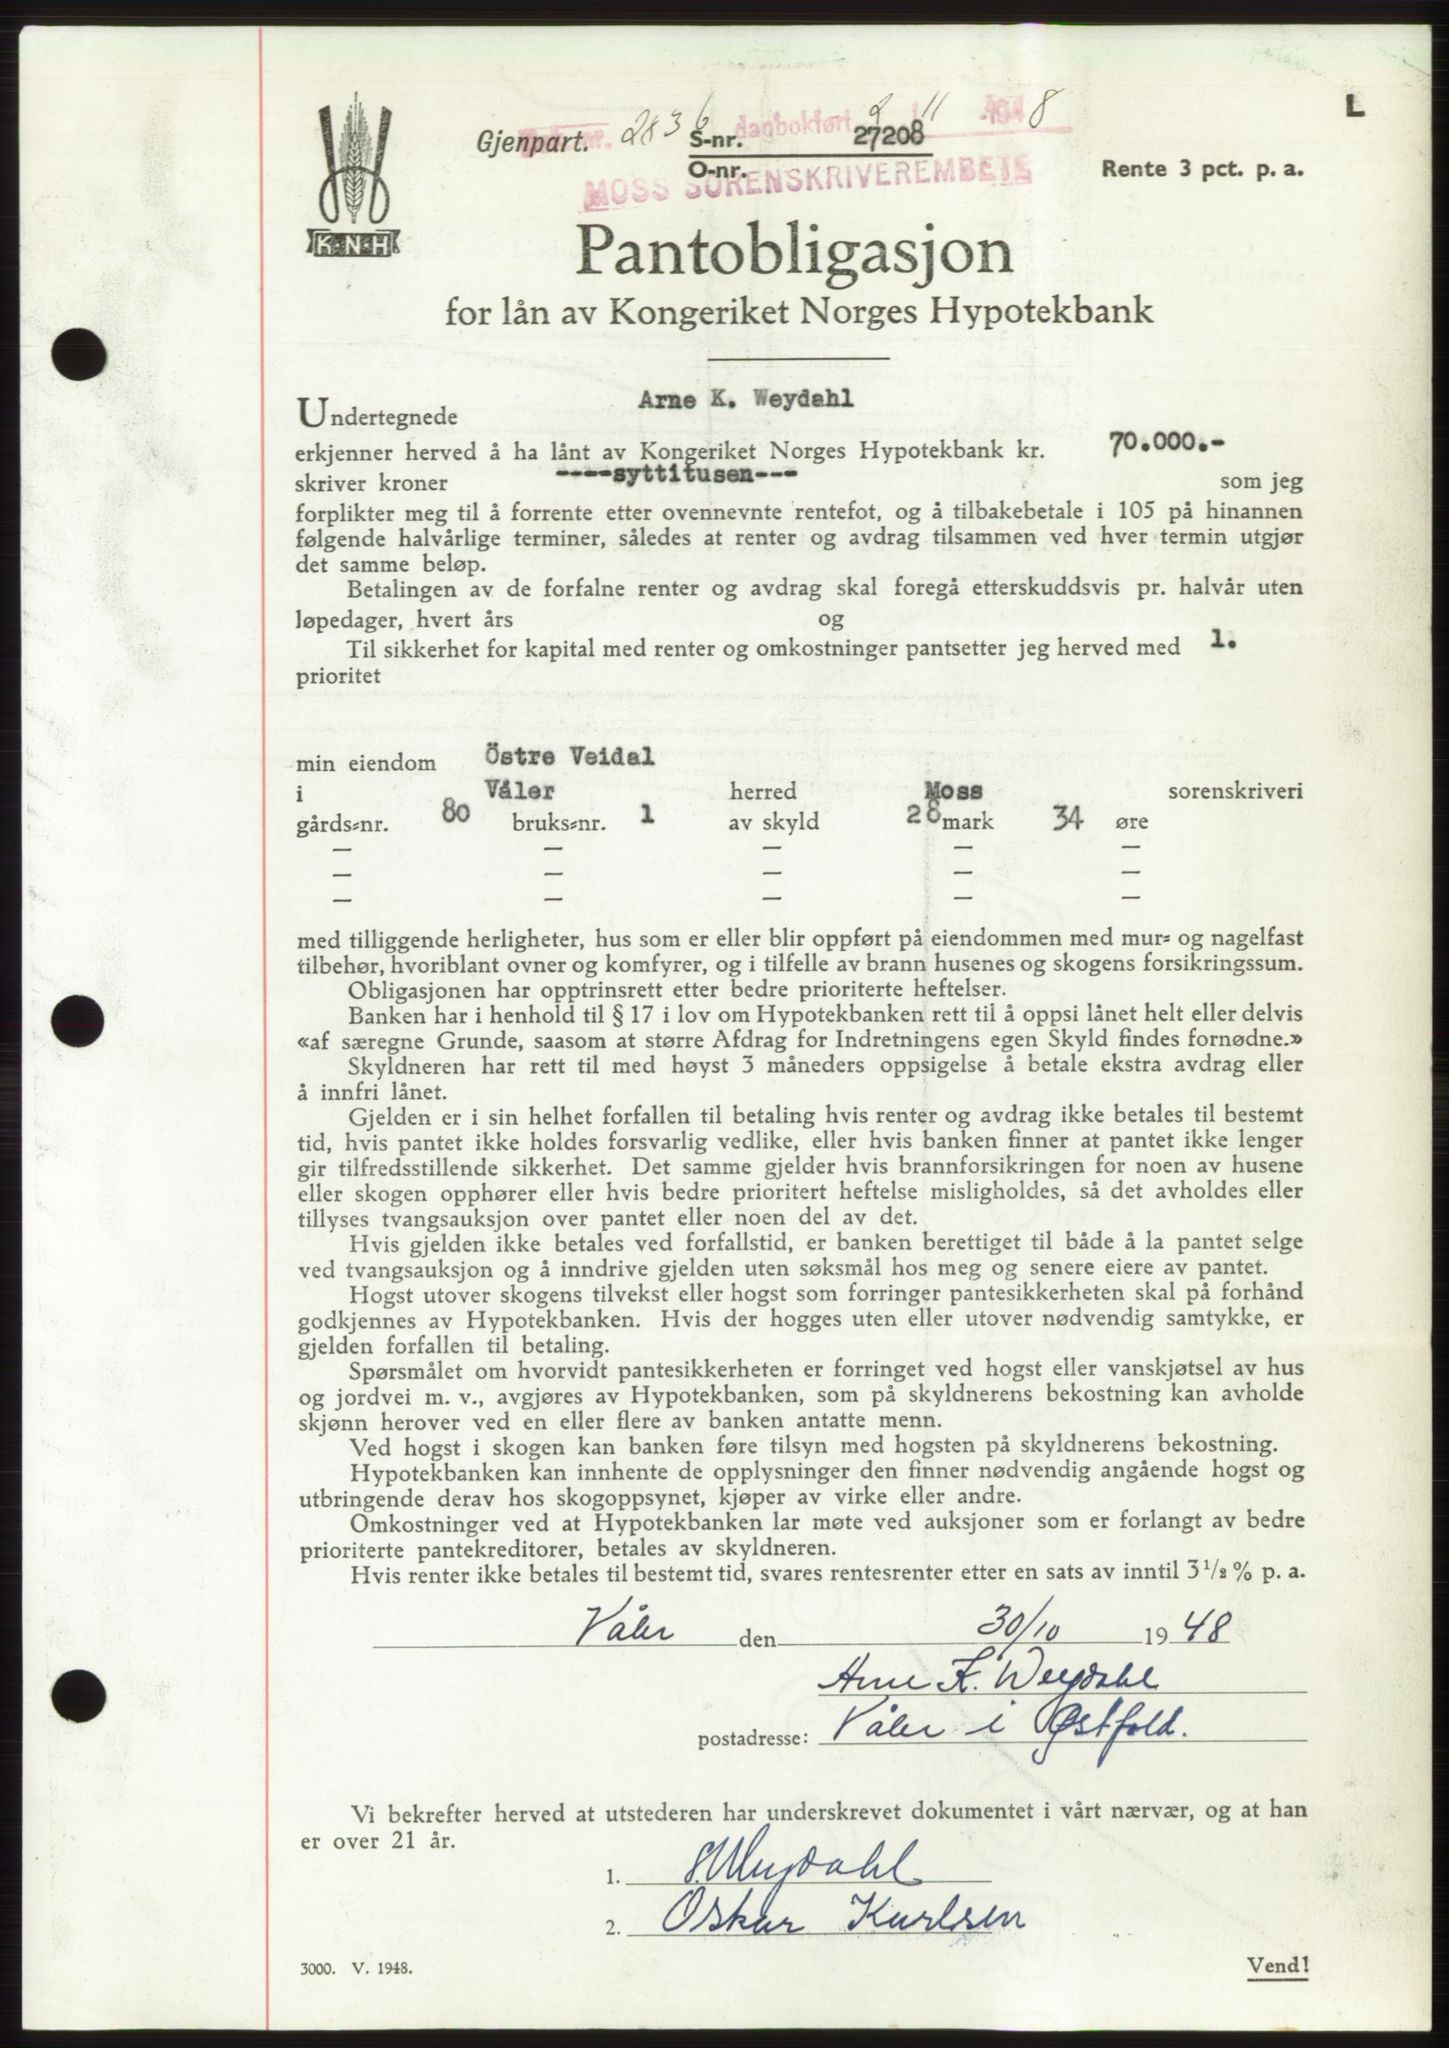 L
Gjenpart. Dagb.nr. 2836 dagbokført 2 11 1948
S-nr. 27208
O-nr.
MOSS SORENSKRIVEREMBETE
Rente 3 pct. p. a.
K·N·H
Pantobligasjon
for lån av Kongeriket Norges Hypotekbank
Undertegnede Arne K. Weydahl
erkjenner herved å ha lånt av Kongeriket Norges Hypotekbank kr. 70.000.-
skriver kroner ----syttitusen--- som jeg
forplikter meg til å forrente etter ovennevnte rentefot, og å tilbakebetale i 105 på hinannen
følgende halvårlige terminer, således at renter og avdrag tilsammen ved hver termin utgjør
det samme beløp.
Betalingen av de forfalne renter og avdrag skal foregå etterskuddsvis pr. halvår uten
løpedager, hvert års og
Til sikkerhet for kapital med renter og omkostninger pantsetter jeg herved med 1.
prioritet
min eiendom Östre Veidal
i Våler herred Moss sorenskriveri
gårds-nr. 80 bruks-nr. 1 av skyld 28 mark 34 øre
— — — — —
— — — — —
— — — — —
med tilliggende herligheter, hus som er eller blir oppført på eiendommen med mur- og nagelfast
tilbehør, hvoriblant ovner og komfyrer, og i tilfelle av brann husenes og skogens forsikringssum.
Obligasjonen har opptrinsrett etter bedre prioriterte heftelser.
Banken har i henhold til § 17 i lov om Hypotekbanken rett til å oppsi lånet helt eller delvis
«af særegne Grunde, saasom at større Afdrag for Indretningens egen Skyld findes fornødne.»
Skyldneren har rett til med høyst 3 måneders oppsigelse å betale ekstra avdrag eller
å innfri lånet.
Gjelden er i sin helhet forfallen til betaling hvis renter og avdrag ikke betales til bestemt
tid, hvis pantet ikke holdes forsvarlig vedlike, eller hvis banken finner at pantet ikke lenger
gir tilfredsstillende sikkerhet. Det samme gjelder hvis brannforsikringen for noen av husene
eller skogen opphører eller hvis bedre prioritert heftelse misligholdes, så det avholdes eller
tillyses tvangsauksjon over pantet eller noen del av det.
Hvis gjelden ikke betales ved forfallstid, er banken berettiget til både å la pantet selge
ved tvangsauksjon og å inndrive gjelden uten søksmål hos meg og senere eiere av pantet.
Hogst utover skogens tilvekst eller hogst som forringer pantesikkerheten skal på forhånd
godkjennes av Hypotekbanken. Hvis der hogges uten eller utover nødvendig samtykke, er
gjelden forfallen til betaling.
Spørsmålet om hvorvidt pantesikkerheten er forringet ved hogst eller vanskjøtsel av hus
og jordvei m. v., avgjøres av Hypotekbanken, som på skyldnerens bekostning kan avholde
skjønn herover ved en eller flere av banken antatte menn.
Ved hogst i skogen kan banken føre tilsyn med hogsten på skyldnerens bekostning.
Hypotekbanken kan innhente de opplysninger den finner nødvendig angående hogst og
utbringende derav hos skogoppsynet, kjøper av virke eller andre.
Omkostninger ved at Hypotekbanken lar møte ved auksjoner som er forlangt av bedre
prioriterte pantekreditorer, betales av skyldneren.
Hvis renter ikke betales til bestemt tid, svares rentesrenter etter en sats av inntil 3 1/2 % p. a.
Våler den 30/10 1948
Arne K. Weydahl
postadresse: Våler i Østfold.
Vi bekrefter herved at utstederen har underskrevet dokumentet i vårt nærvær, og at han
er over 21 år.
1. S. Weydahl
2. Oskar Karlsen
3000. V. 1948.
Vend!